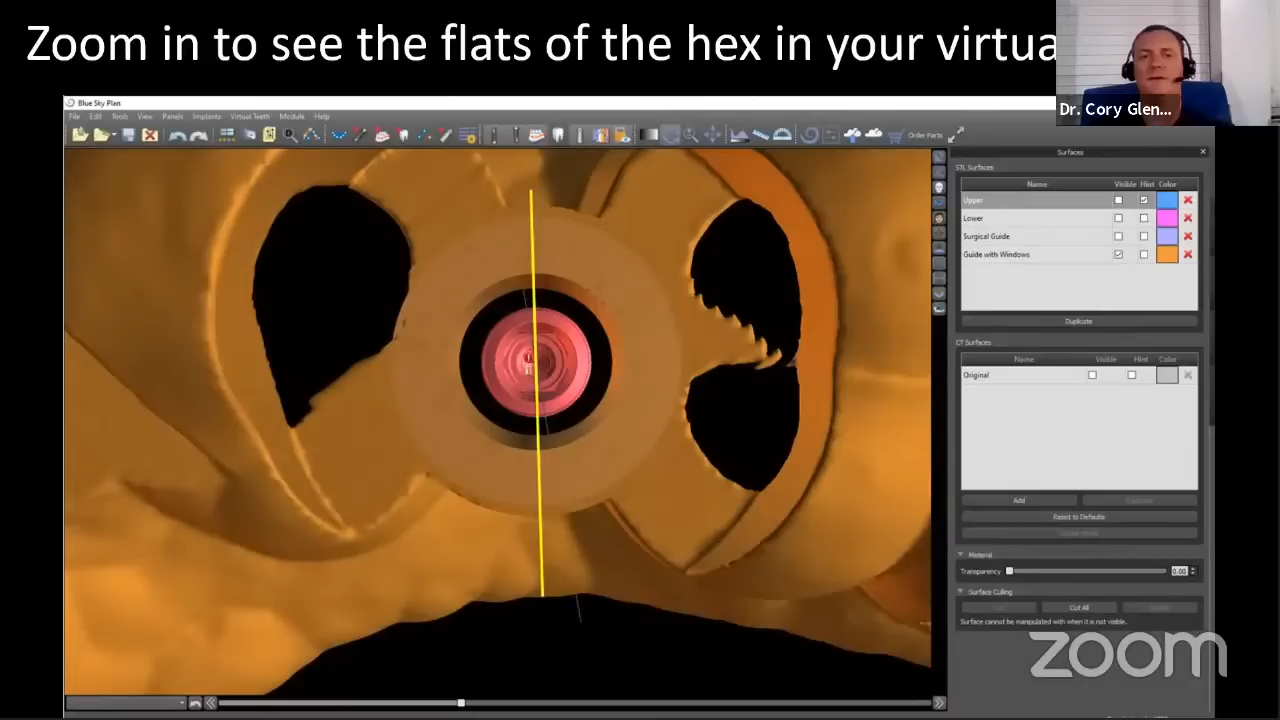 Zoom in to see the flats of the hex in your virtua
Dr. Cory Glen...
Blue Sky Plan
File Edit Tools View Panels Implants Virtual Teeth Module Help
Order Parts
Surfaces
STL Surfaces
Name Visible Hint Color
Upper
Lower
Surgical Guide
Guide with Windows
Duplicate
CT Surfaces
Name Visible Hint Color
Original
Add
Reset to Defaults
Material
Transparency 0.00
Surface Culling
Cut All
Surface cannot be manipulated with when it is not visible.
zoom